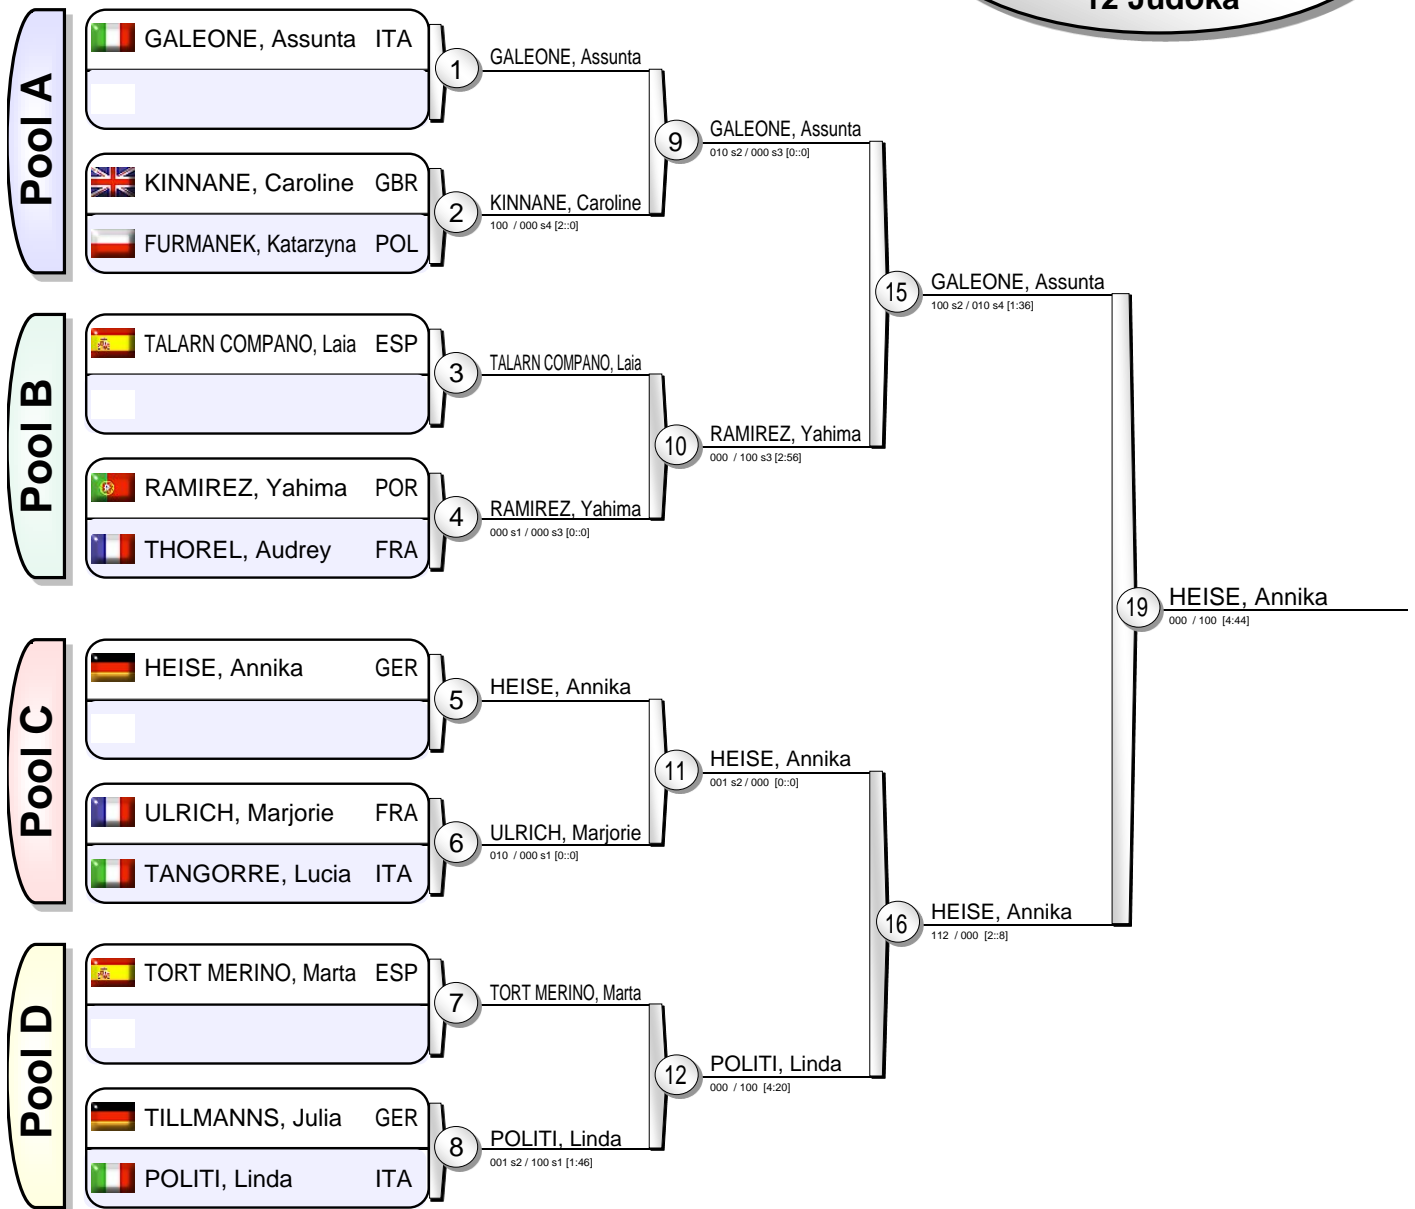 12 Judoka
Pool A
GALEONE, Assunta ITA
KINNANE, Caroline GBR
FURMANEK, Katarzyna POL
1
GALEONE, Assunta
2
KINNANE, Caroline
100 / 000 s4 [2::0]
9
GALEONE, Assunta
010 s2 / 000 s3 [0::0]
Pool B
TALARN COMPANO, Laia ESP
RAMIREZ, Yahima POR
THOREL, Audrey FRA
3
TALARN COMPANO, Laia
4
RAMIREZ, Yahima
000 s1 / 000 s3 [0::0]
10
RAMIREZ, Yahima
000 / 100 s3 [2:56]
15
GALEONE, Assunta
100 s2 / 010 s4 [1:36]
Pool C
HEISE, Annika GER
ULRICH, Marjorie FRA
TANGORRE, Lucia ITA
5
HEISE, Annika
6
ULRICH, Marjorie
010 / 000 s1 [0::0]
11
HEISE, Annika
001 s2 / 000 [0::0]
Pool D
TORT MERINO, Marta ESP
TILLMANNS, Julia GER
POLITI, Linda ITA
7
TORT MERINO, Marta
8
POLITI, Linda
001 s2 / 100 s1 [1:46]
12
POLITI, Linda
000 / 100 [4:20]
16
HEISE, Annika
112 / 000 [2::8]
19
HEISE, Annika
000 / 100 [4:44]